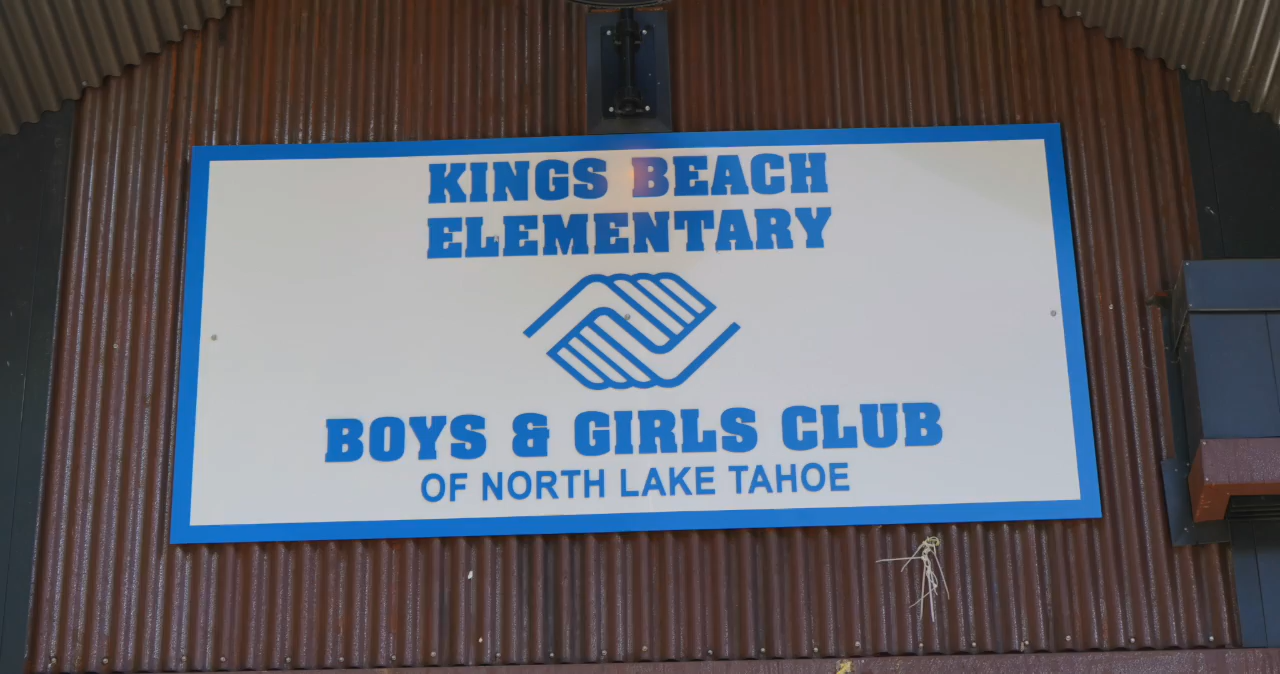 KINGS BEACH
ELEMENTARY
BOYS & GIRLS CLUB
OF NORTH LAKE TAHOE